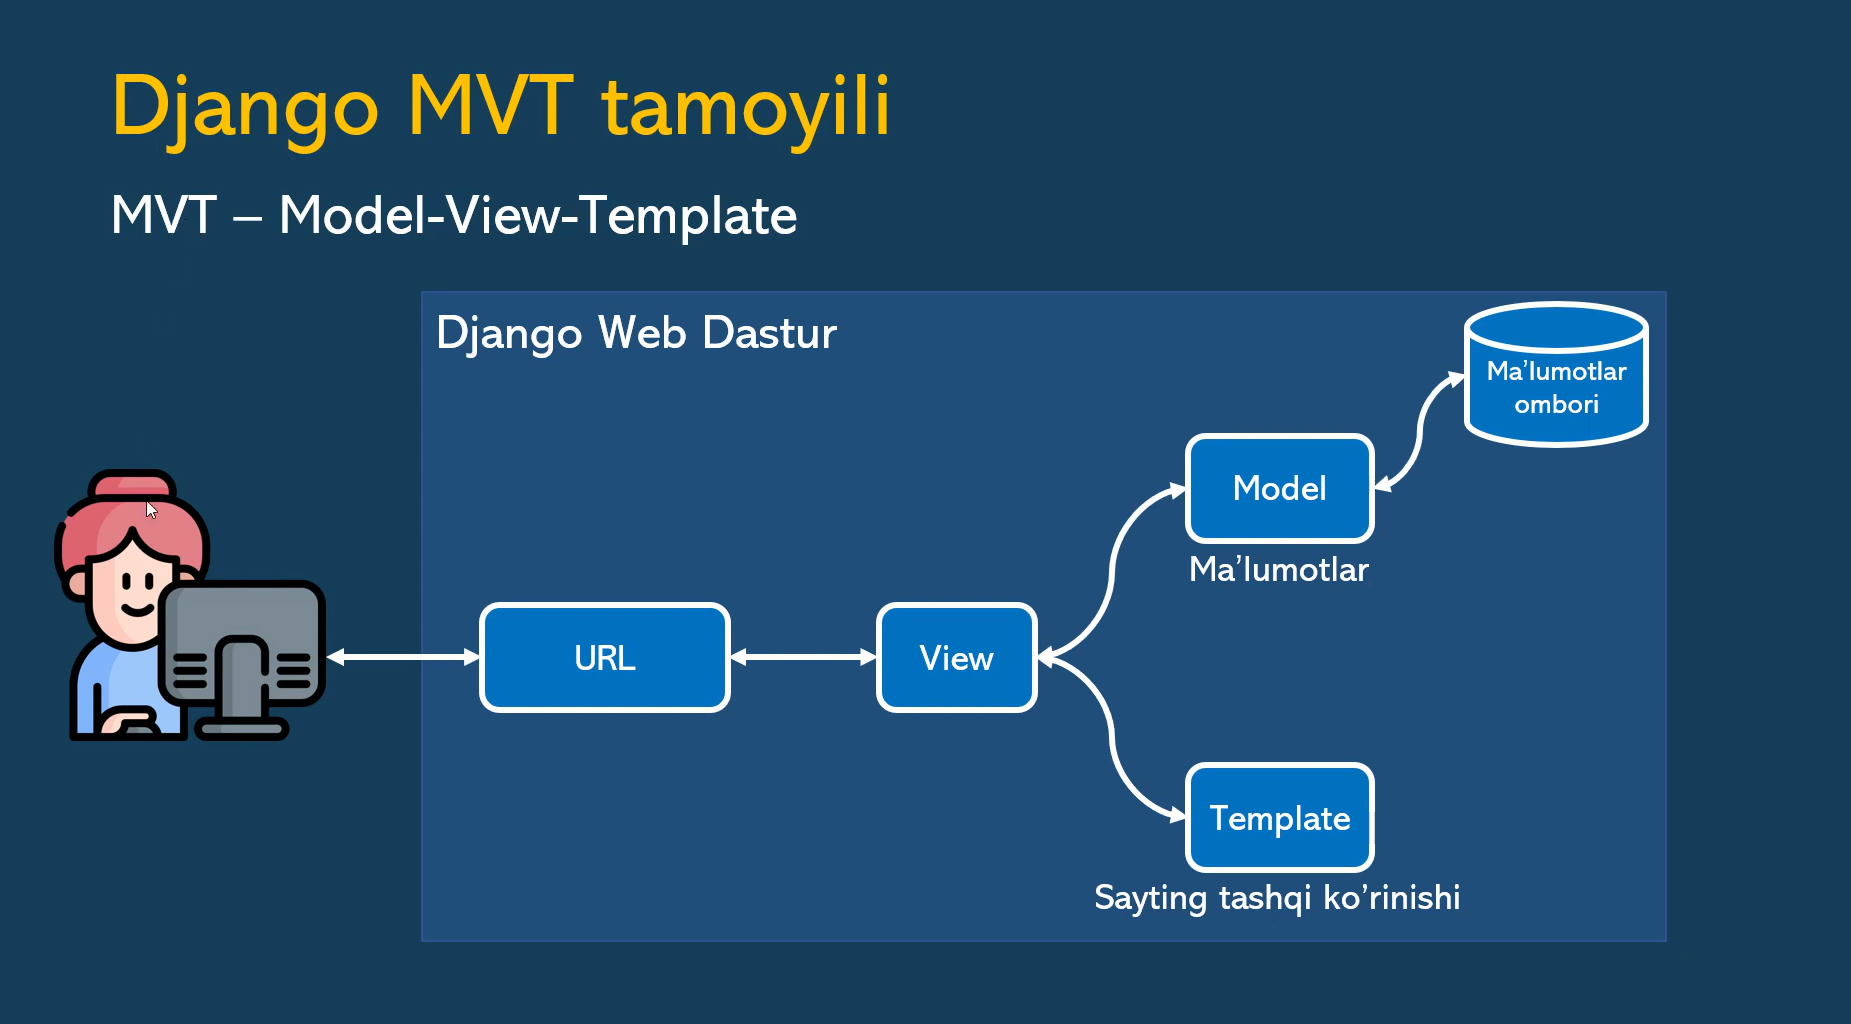 Django MVT tamoyili
MVT – Model-View-Template
Django Web Dastur
Ma’lumotlar
ombori
Model
Ma’lumotlar
URL
View
Template
Sayting tashqi ko’rinishi